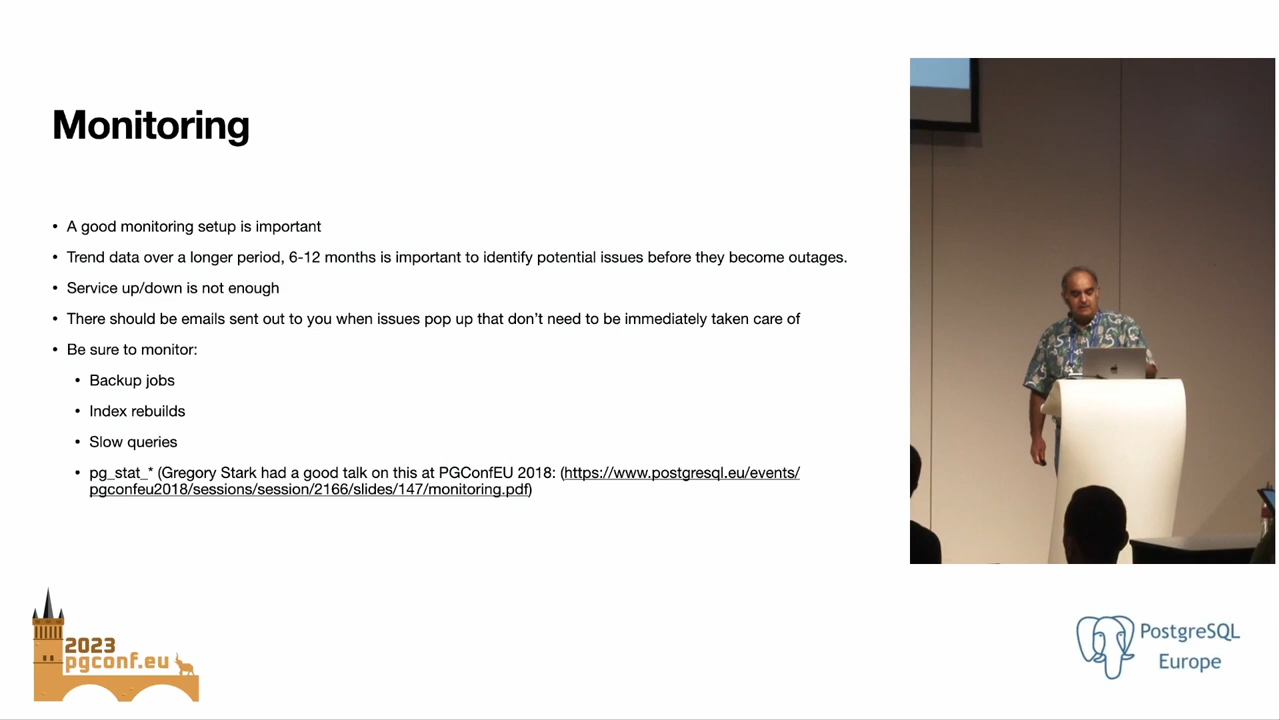 Monitoring
• A good monitoring setup is important
• Trend data over a longer period, 6-12 months is important to identify potential issues before they become outages.
• Service up/down is not enough
• There should be emails sent out to you when issues pop up that don’t need to be immediately taken care of
• Be sure to monitor:
• Backup jobs
• Index rebuilds
• Slow queries
• pg_stat_* (Gregory Stark had a good talk on this at PGConfEU 2018: (https://www.postgresql.eu/events/
pgconfeu2018/sessions/session/2166/slides/147/monitoring.pdf)
2023
pgconf.eu
PostgreSQL
Europe